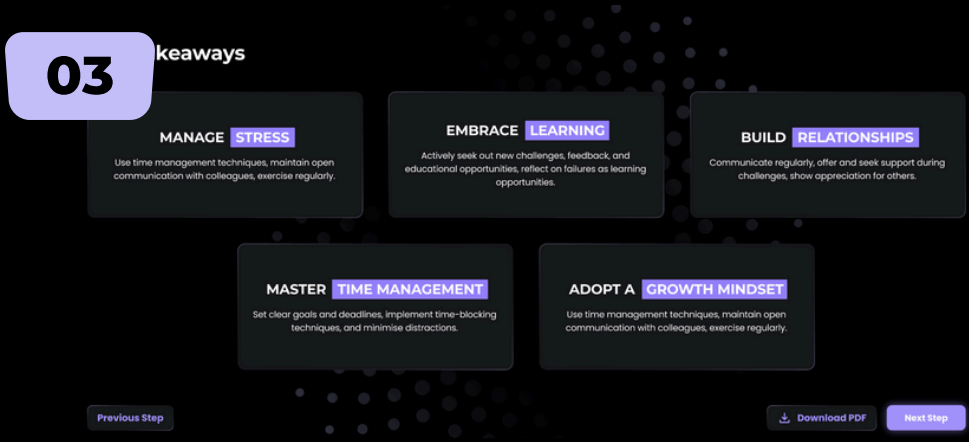 03
keaways
MANAGE STRESS
Use time management techniques, maintain open
communication with colleagues, exercise regularly.
EMBRACE LEARNING
Actively seek out new challenges, feedback, and
educational opportunities, reflect on failures as learning
opportunities.
BUILD RELATIONSHIPS
Communicate regularly, offer and seek support during
challenges, show appreciation for others.
MASTER TIME MANAGEMENT
Set clear goals and deadlines, implement time-blocking
techniques, and minimise distractions.
ADOPT A GROWTH MINDSET
Use time management techniques, maintain open
communication with colleagues, exercise regularly.
Previous Step
Download PDF
Next Step